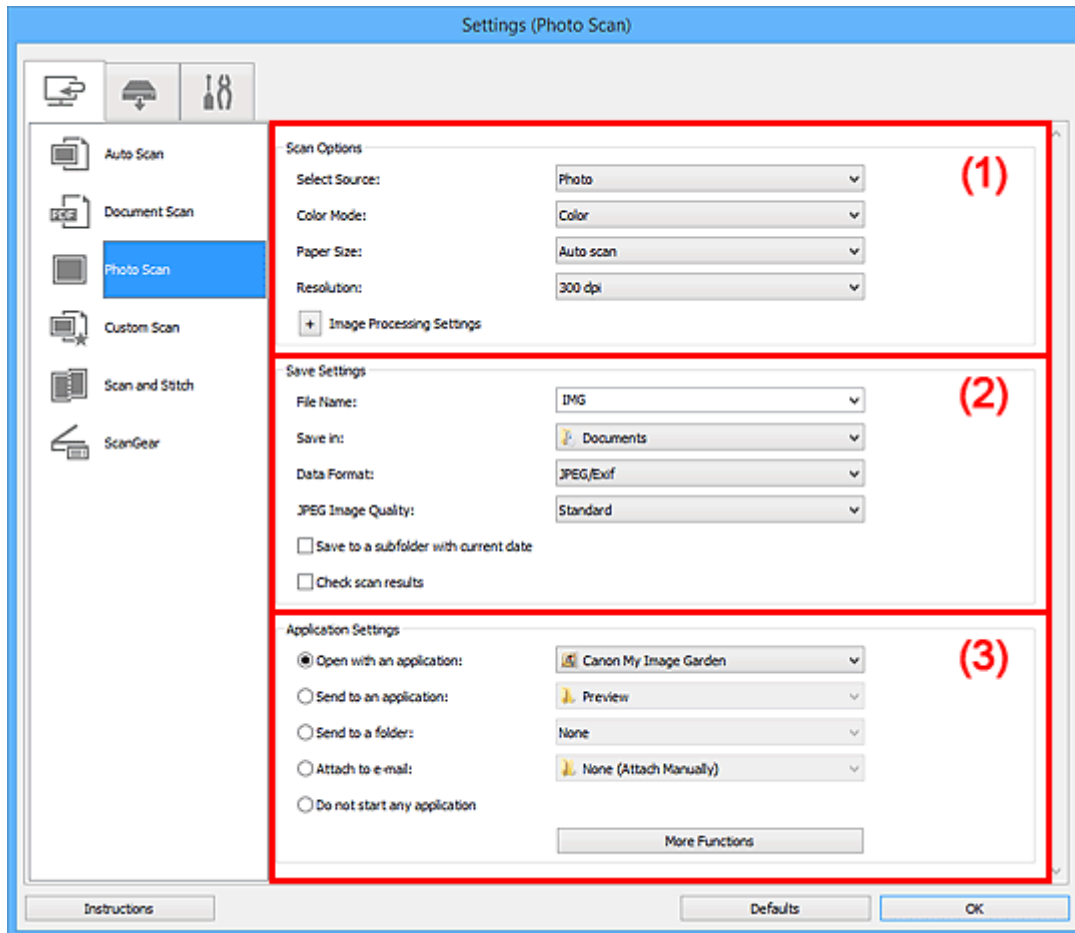 Settings (Photo Scan)
Auto Scan
Document Scan
Photo Scan
Custom Scan
Scan and Stitch
ScanGear
Scan Options
(1)
Select Source: Photo
Color Mode: Color
Paper Size: Auto scan
Resolution: 300 dpi
+ Image Processing Settings
Save Settings
(2)
File Name: IMG
Save in: Documents
Data Format: JPEG/Exif
JPEG Image Quality: Standard
Save to a subfolder with current date
Check scan results
Application Settings
(3)
Open with an application: Canon My Image Garden
Send to an application: Preview
Send to a folder: None
Attach to e-mail: None (Attach Manually)
Do not start any application
More Functions
Instructions Defaults OK